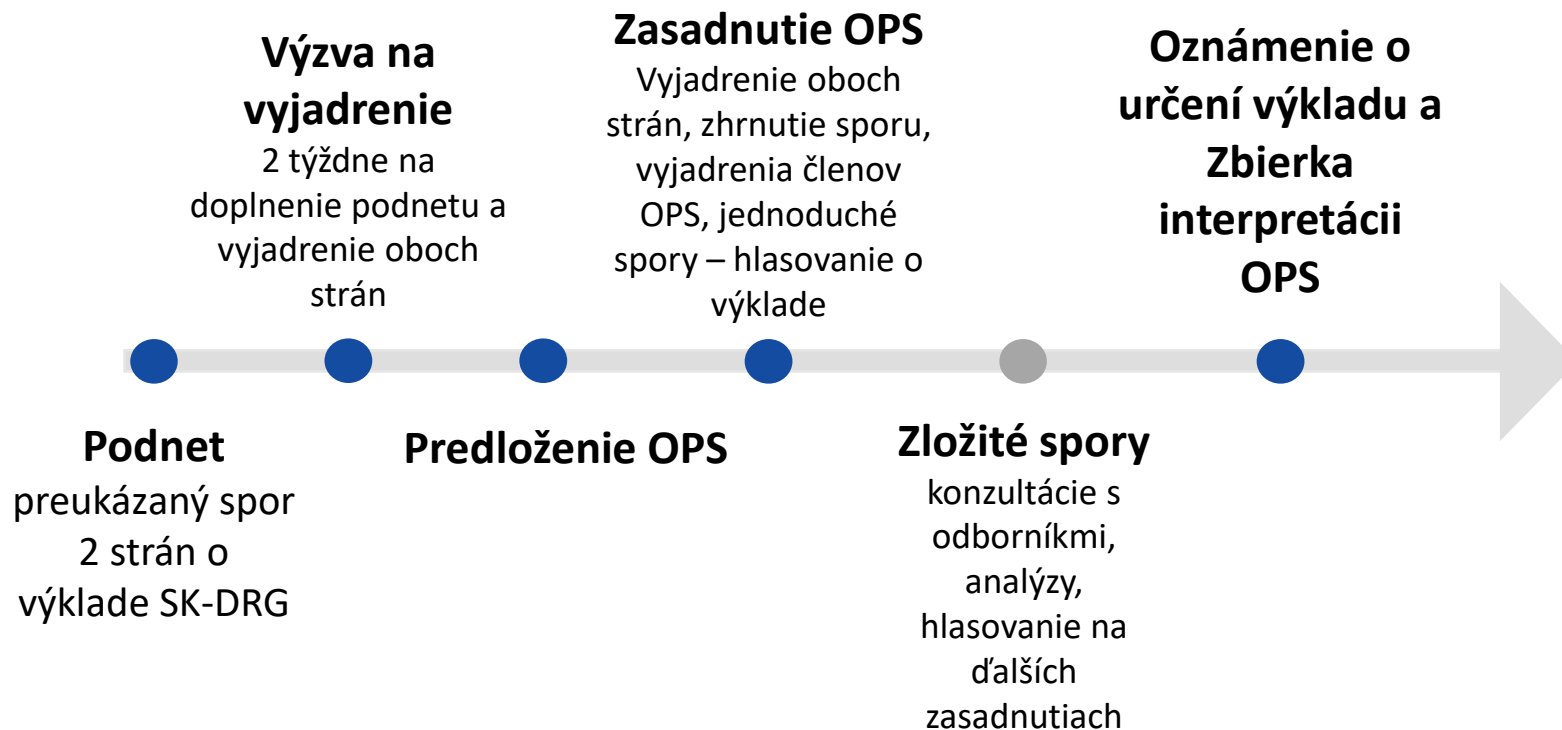 Podnet
preukázaný spor
2 strán o
výklade SK-DRG
Výzva na
vyjadrenie
2 týždne na
doplnenie podnetu a
vyjadrenie oboch
strán
Predloženie OPS
Zasadnutie OPS
Vyjadrenie oboch
strán, zhrnutie sporu,
vyjadrenia členov
OPS, jednoduché
spory – hlasovanie o
výklade
Zložité spory
konzultácie s
odborníkmi,
analýzy,
hlasovanie na
ďalších
zasadnutiach
Oznámenie o
určení výkladu a
Zbierka
interpretácii
OPS